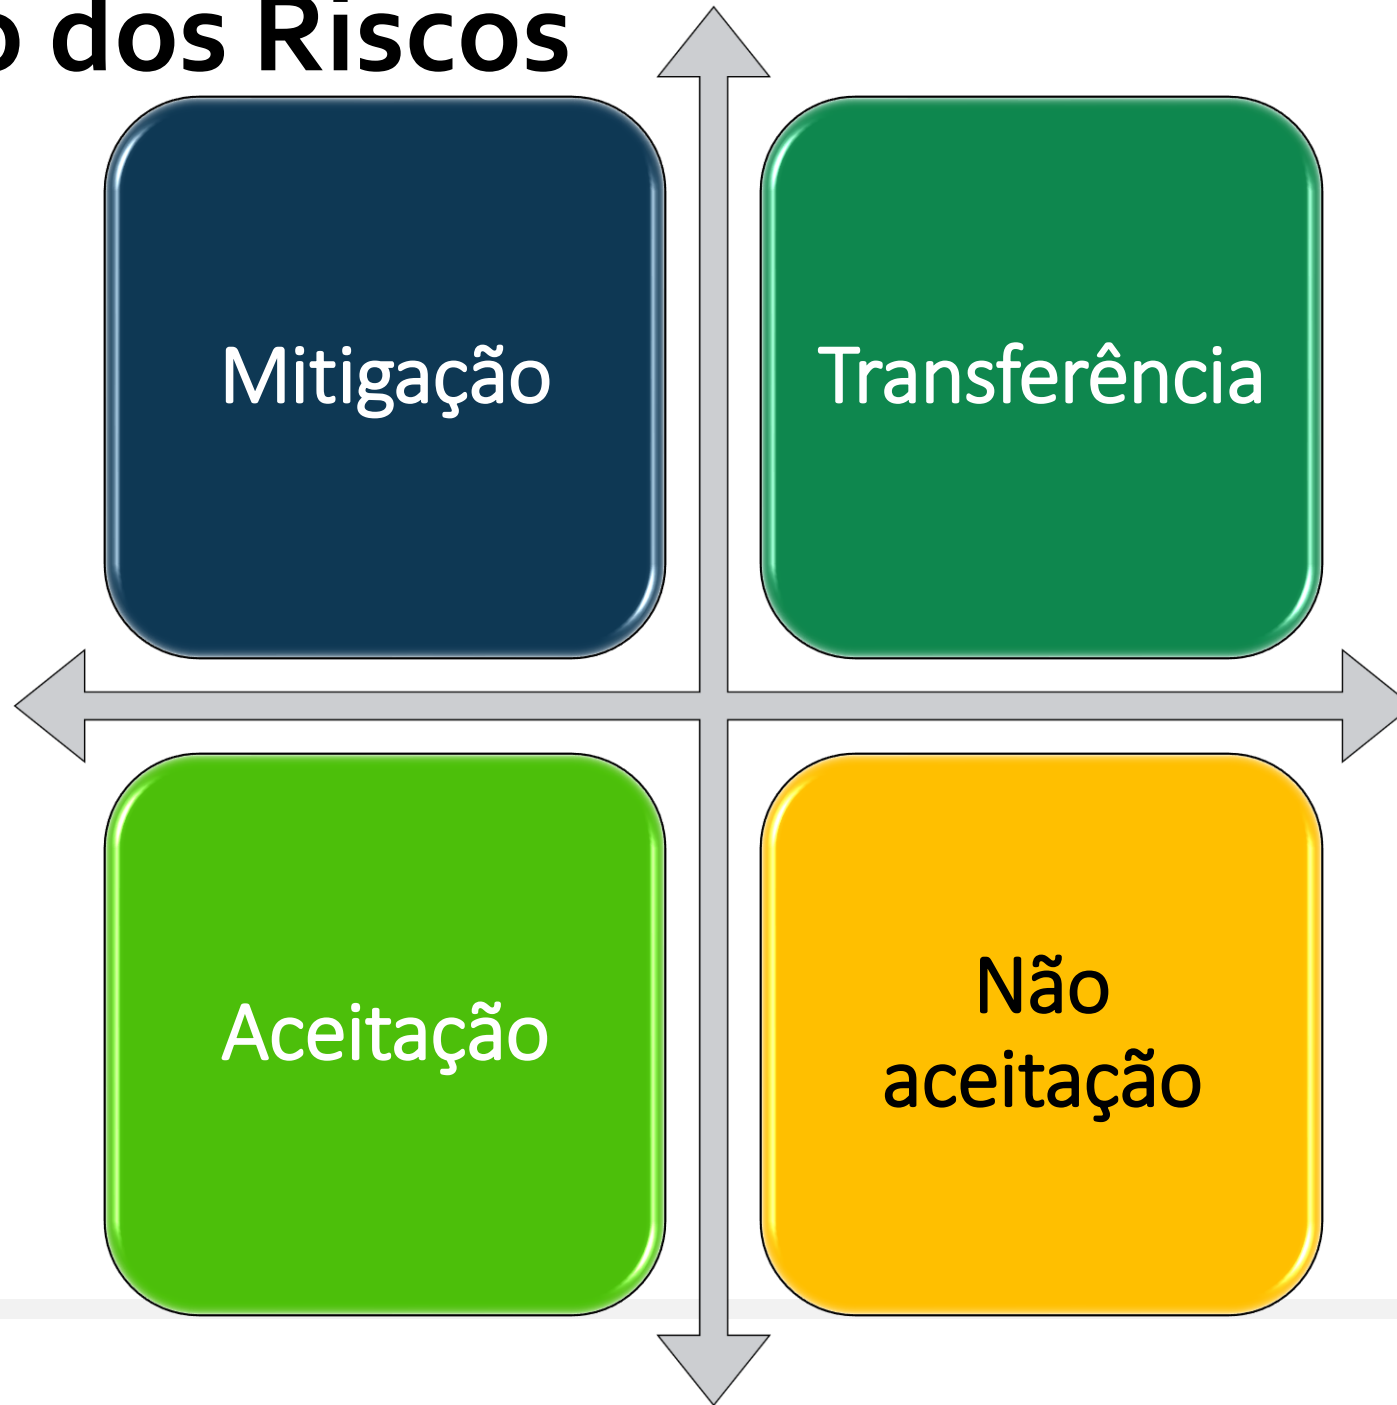 o dos Riscos
Mitigação
Transferência
Aceitação
Não
aceitação